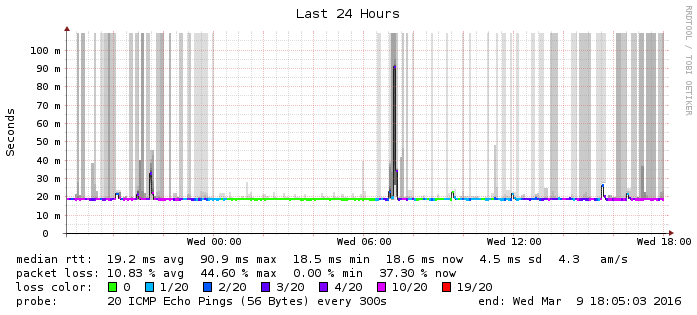 Last 24 Hours
RRDTOOL / TOBI OETIKER
Seconds
100 m
90 m
80 m
70 m
60 m
50 m
40 m
30 m
20 m
10 m
0
Wed 00:00 Wed 06:00 Wed 12:00 Wed 18:00
median rtt: 19.2 ms avg 90.9 ms max 18.5 ms min 18.6 ms now 4.5 ms sd 4.3 am/s
packet loss: 10.83 % avg 44.60 % max 0.00 % min 37.30 % now
loss color: 0 1/20 2/20 3/20 4/20 10/20 19/20
probe: 20 ICMP Echo Pings (56 Bytes) every 300s end: Wed Mar 9 18:05:03 2016